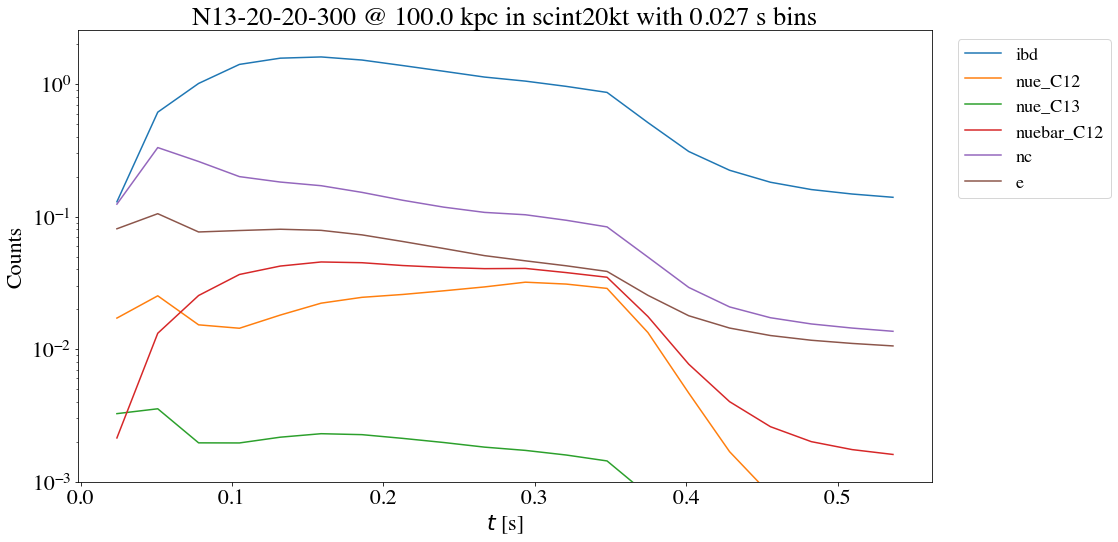 N13-20-20-300 @ 100.0 kpc in scint20kt with 0.027 s bins
Counts
10⁰
10⁻¹
10⁻²
10⁻³
0.0 0.1 0.2 0.3 0.4 0.5
t [s]
ibd
nue_C12
nue_C13
nuebar_C12
nc
e